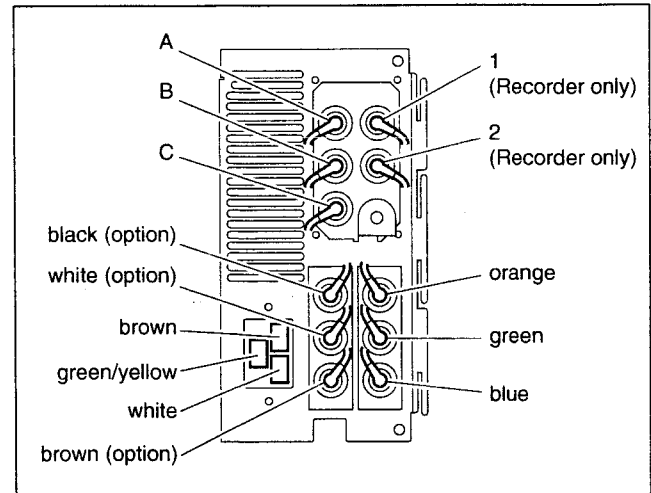 A
B
C
black (option)
white (option)
brown
green/yellow
white
brown (option)
1
(Recorder only)
2
(Recorder only)
orange
green
blue